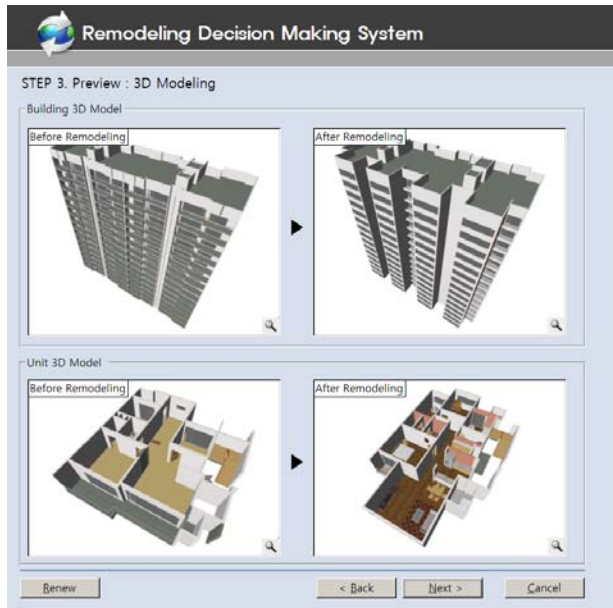 Remodeling Decision Making System
STEP 3. Preview : 3D Modeling
Building 3D Model
Before Remodeling
After Remodeling
Unit 3D Model
Before Remodeling
After Remodeling
Renew
< Back
Next >
Cancel